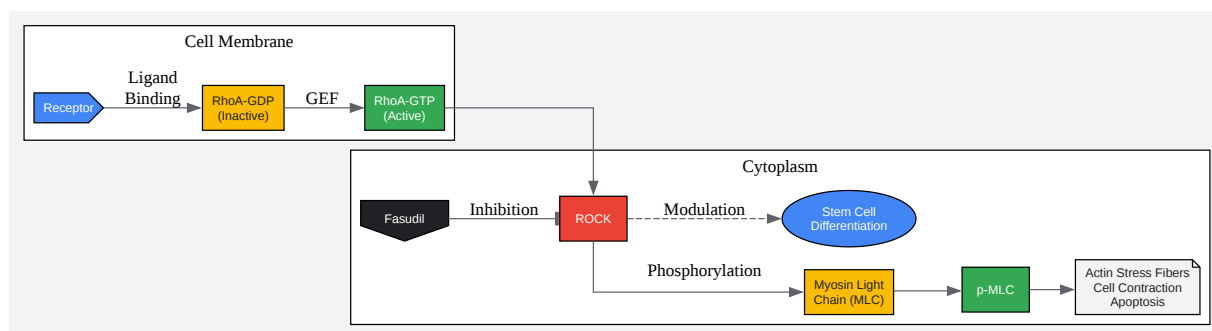 Cell Membrane
Ligand
Binding
Receptor
RhoA-GDP
(Inactive)
GEF
RhoA-GTP
(Active)
Cytoplasm
Fasudil
Inhibition
ROCK
Modulation
Stem Cell
Differentiation
Phosphorylation
Myosin Light
Chain (MLC)
p-MLC
Actin Stress Fibers
Cell Contraction
Apoptosis